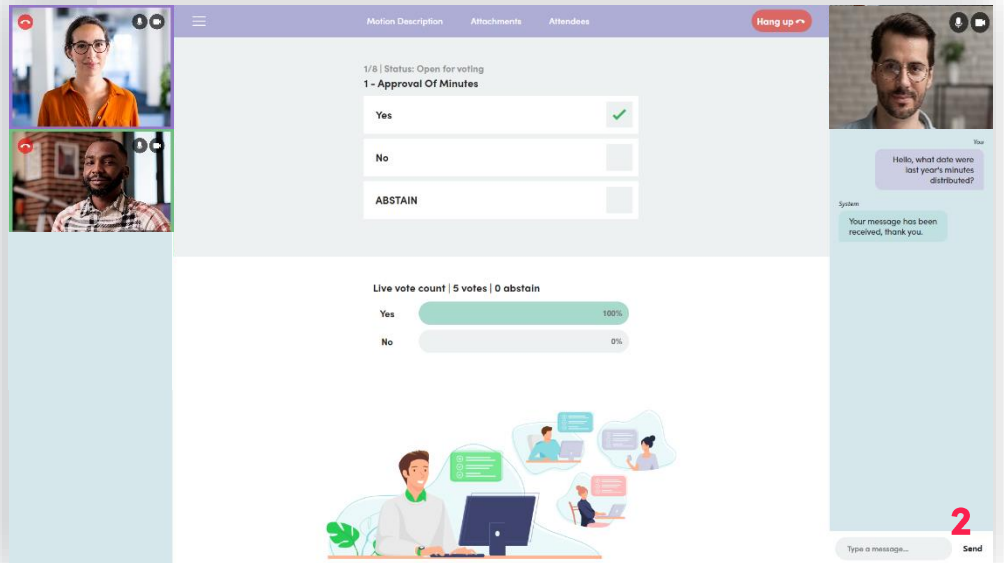 Motion Description Attachments Attendees Hang up
1/8 | Status: Open for voting
1 - Approval Of Minutes
Yes
No
ABSTAIN
Live vote count | 5 votes | 0 abstain
Yes 100%
No 0%
You
Hello, what date were
last year's minutes
distributed?
System
Your message has been
received, thank you.
2
Type a message... Send